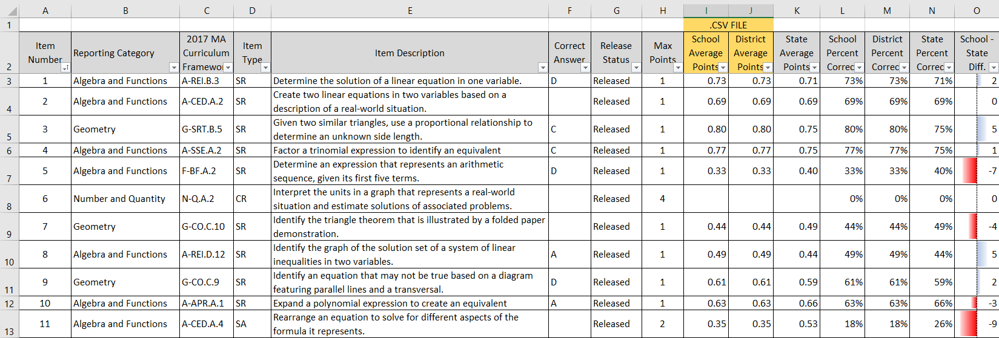 A B C D E F G H I J K L M N O
1 .CSV FILE
2 Item Number Reporting Category 2017 MA Curriculum Framewo Item Type Item Description Correct Answer Release Status Max Points School Average Points District Average Points State Average Points School Percent Correc District Percent Correc State Percent Correc School - State Diff.
3 1 Algebra and Functions A-REI.B.3 SR Determine the solution of a linear equation in one variable. D Released 1 0.73 0.73 0.71 73% 73% 71% 2
4 2 Algebra and Functions A-CED.A.2 SR Create two linear equations in two variables based on a description of a real-world situation. Released 1 0.69 0.69 0.69 69% 69% 69% 0
5 3 Geometry G-SRT.B.5 SR Given two similar triangles, use a proportional relationship to determine an unknown side length. C Released 1 0.80 0.80 0.75 80% 80% 75% 5
6 4 Algebra and Functions A-SSE.A.2 SR Factor a trinomial expression to identify an equivalent C Released 1 0.77 0.77 0.75 77% 77% 75% 1
7 5 Algebra and Functions F-BF.A.2 SR Determine an expression that represents an arithmetic sequence, given its first five terms. D Released 1 0.33 0.33 0.40 33% 33% 40% -7
8 6 Number and Quantity N-Q.A.2 CR Interpret the units in a graph that represents a real-world situation and estimate solutions of associated problems. Released 4 0% 0% 0% 0
9 7 Geometry G-CO.C.10 SR Identify the triangle theorem that is illustrated by a folded paper demonstration. Released 1 0.44 0.44 0.49 44% 44% 49% -4
10 8 Algebra and Functions A-REI.D.12 SR Identify the graph of the solution set of a system of linear inequalities in two variables. A Released 1 0.49 0.49 0.44 49% 49% 44% 5
11 9 Geometry G-CO.C.9 SR Identify an equation that may not be true based on a diagram featuring parallel lines and a transversal. D Released 1 0.61 0.61 0.59 61% 61% 59% 2
12 10 Algebra and Functions A-APR.A.1 SR Expand a polynomial expression to create an equivalent A Released 1 0.63 0.63 0.66 63% 63% 66% -3
13 11 Algebra and Functions A-CED.A.4 SA Rearrange an equation to solve for different aspects of the formula it represents. Released 2 0.35 0.35 0.53 18% 18% 26% -9